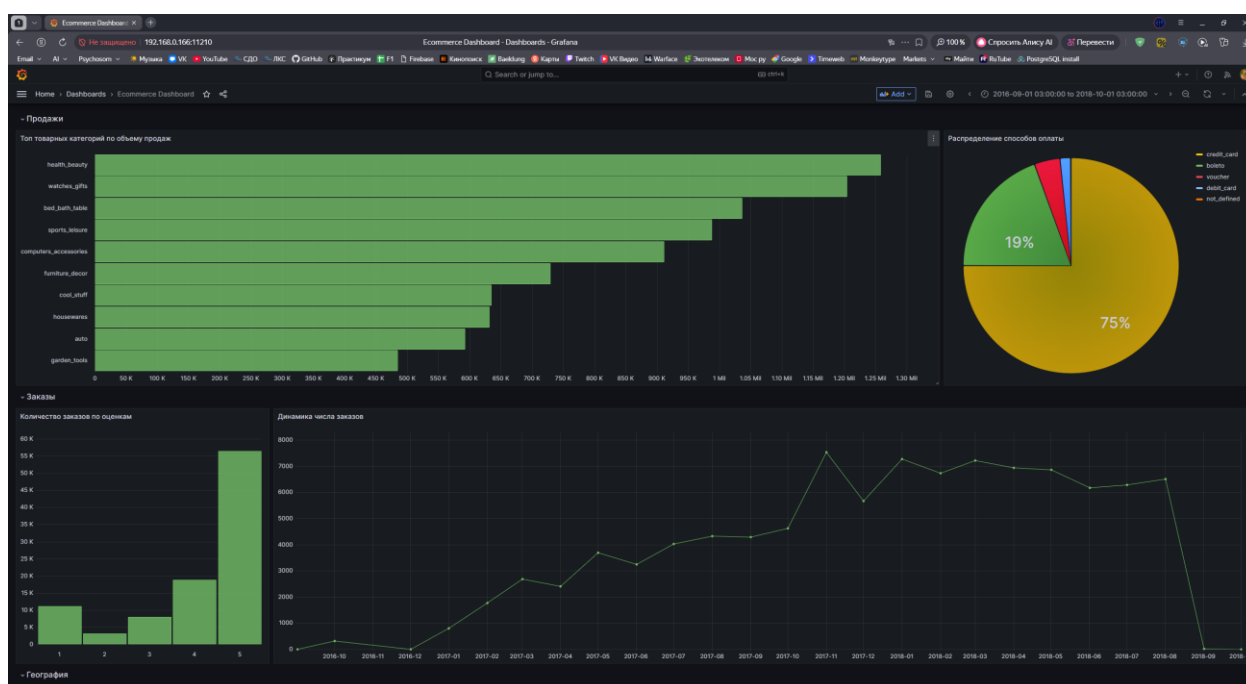 Ecommerce Dashboard
Не защищено 192.168.0.166:11210
Ecommerce Dashboard - Dashboards - Grafana
100 %
Спросить Алису AI
Перевести
Email AI Psychosom Музыка VK YouTube СДО ЛКС GitHub Практикум F1 Firebase Кинопоиск Baeldung Карты Twitch VK Видео Warface Экотелеком Мос ру Google Timeweb Monkeytype Markets Майпа RuTube PostgreSQL install
Search or jump to...
ctrl+k
Home › Dashboards › Ecommerce Dashboard
Add
2016-09-01 03:00:00 to 2018-10-01 03:00:00
Продажи
Топ товарных категорий по объему продаж
health_beauty
watches_gifts
bed_bath_table
sports_leisure
computers_accessories
furniture_decor
cool_stuff
housewares
auto
garden_tools
0 50 K 100 K 150 K 200 K 250 K 300 K 350 K 400 K 450 K 500 K 550 K 600 K 650 K 700 K 750 K 800 K 850 K 900 K 950 K 1 Mil 1.05 Mil 1.10 Mil 1.15 Mil 1.20 Mil 1.25 Mil 1.30 Mil
Распределение способов оплаты
19%
75%
credit_card
boleto
voucher
debit_card
not_defined
Заказы
Количество заказов по оценкам
60 K
55 K
50 K
45 K
40 K
35 K
30 K
25 K
20 K
15 K
10 K
5 K
0
1 2 3 4 5
Динамика числа заказов
8000
7000
6000
5000
4000
3000
2000
1000
0
2016-10 2016-11 2016-12 2017-01 2017-02 2017-03 2017-04 2017-05 2017-06 2017-07 2017-08 2017-09 2017-10 2017-11 2017-12 2018-01 2018-02 2018-03 2018-04 2018-05 2018-06 2018-07 2018-08 2018-09 2018-
География